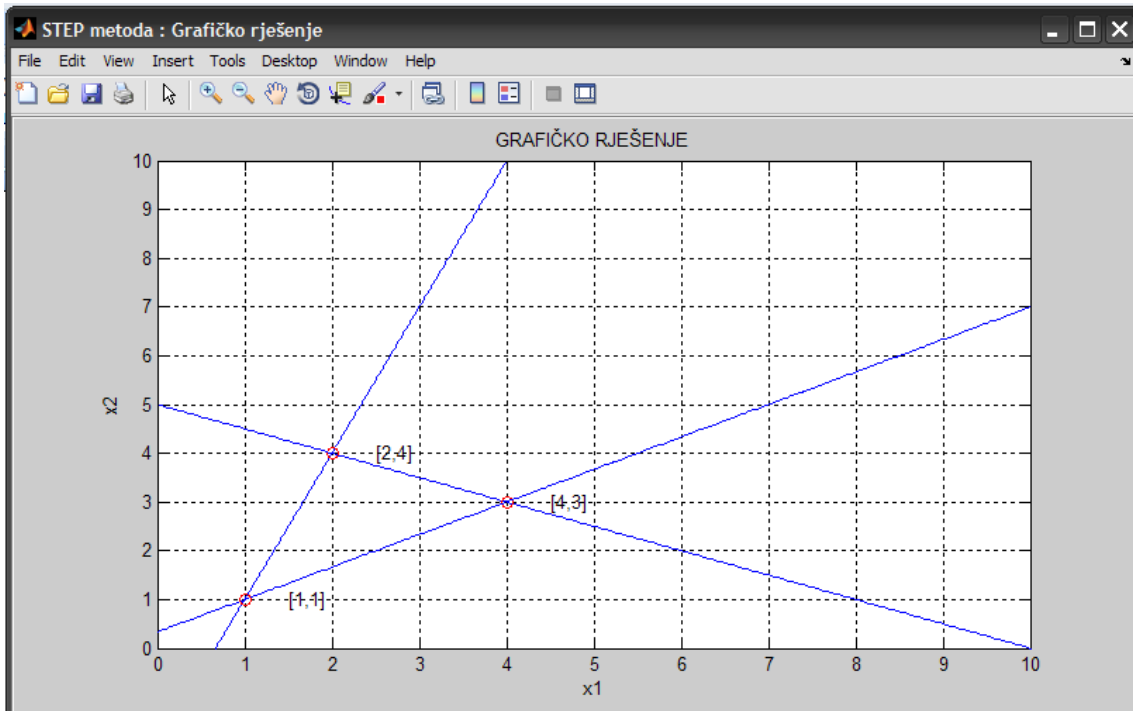 STEP metoda : Grafičko rješenje
File Edit View Insert Tools Desktop Window Help
GRAFIČKO RJEŠENJE
10
9
8
7
6
5
x2
4
[2,4]
3
[4,3]
2
1
[1,1]
0
0 1 2 3 4 5 6 7 8 9 10
x1